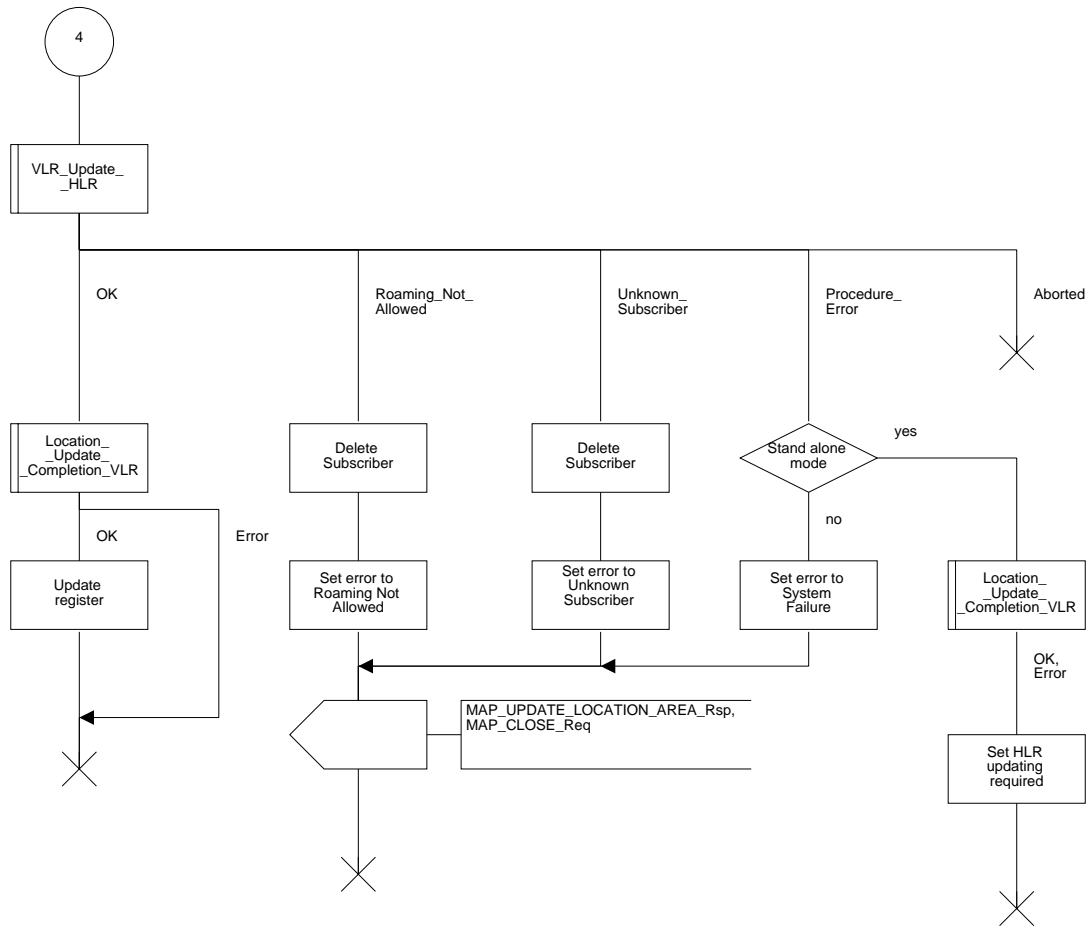 4
VLR_Update_
_HLR
OK
Roaming_Not_
Allowed
Unknown_
Subscriber
Procedure_
Error
Aborted
Location_
_Update_
_Completion_VLR
Delete
Subscriber
Delete
Subscriber
Stand alone
mode
yes
no
OK
Error
Update
register
Set error to
Roaming Not
Allowed
Set error to
Unknown
Subscriber
Set error to
System
Failure
Location_
_Update_
_Completion_VLR
OK,
Error
MAP_UPDATE_LOCATION_AREA_Rsp,
MAP_CLOSE_Req
Set HLR
updating
required